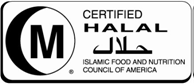 CERTIFIED
HALAL
حلال
M
®
ISLAMIC FOOD AND NUTRITION
COUNCIL OF AMERICA